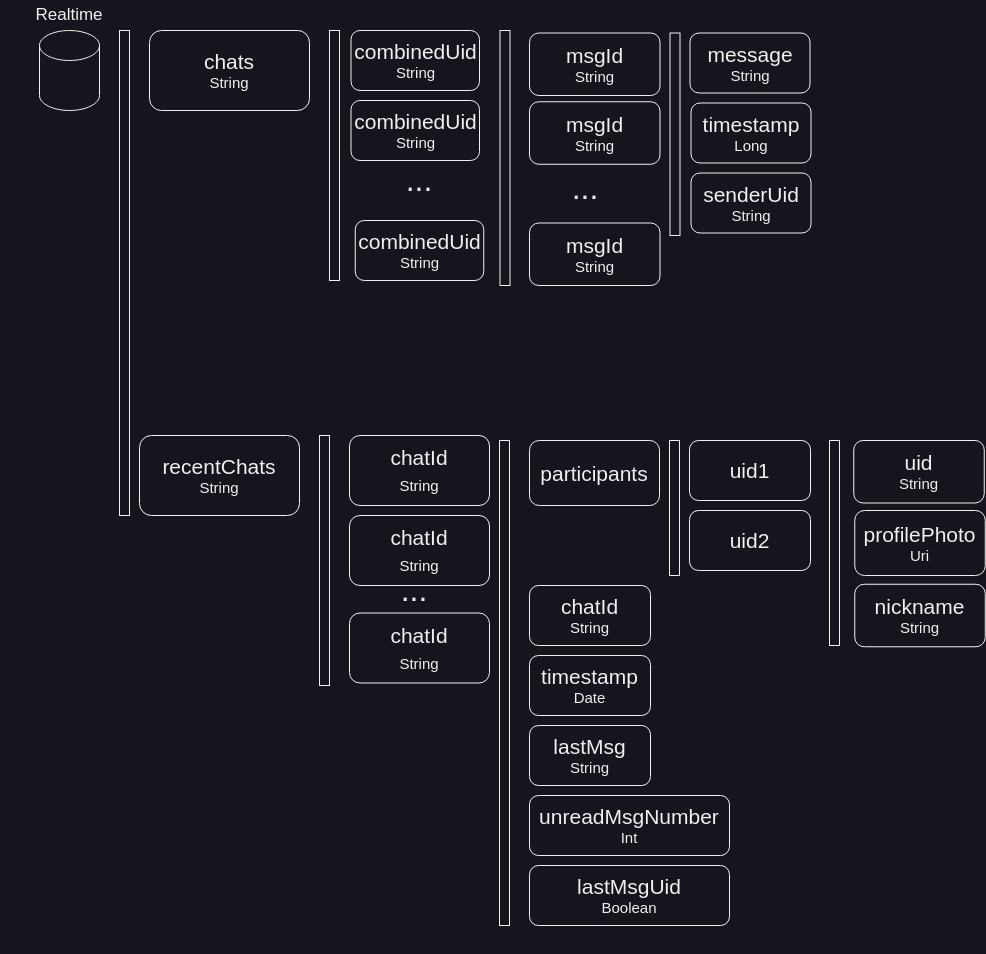 Realtime
chats
String
combinedUid
String
combinedUid
String
...
combinedUid
String
msgId
String
msgId
String
...
msgId
String
message
String
timestamp
Long
senderUid
String
recentChats
String
chatId
String
chatId
String
...
chatId
String
participants
uid1
uid2
uid
String
profilePhoto
Uri
nickname
String
chatId
String
timestamp
Date
lastMsg
String
unreadMsgNumber
Int
lastMsgUid
Boolean